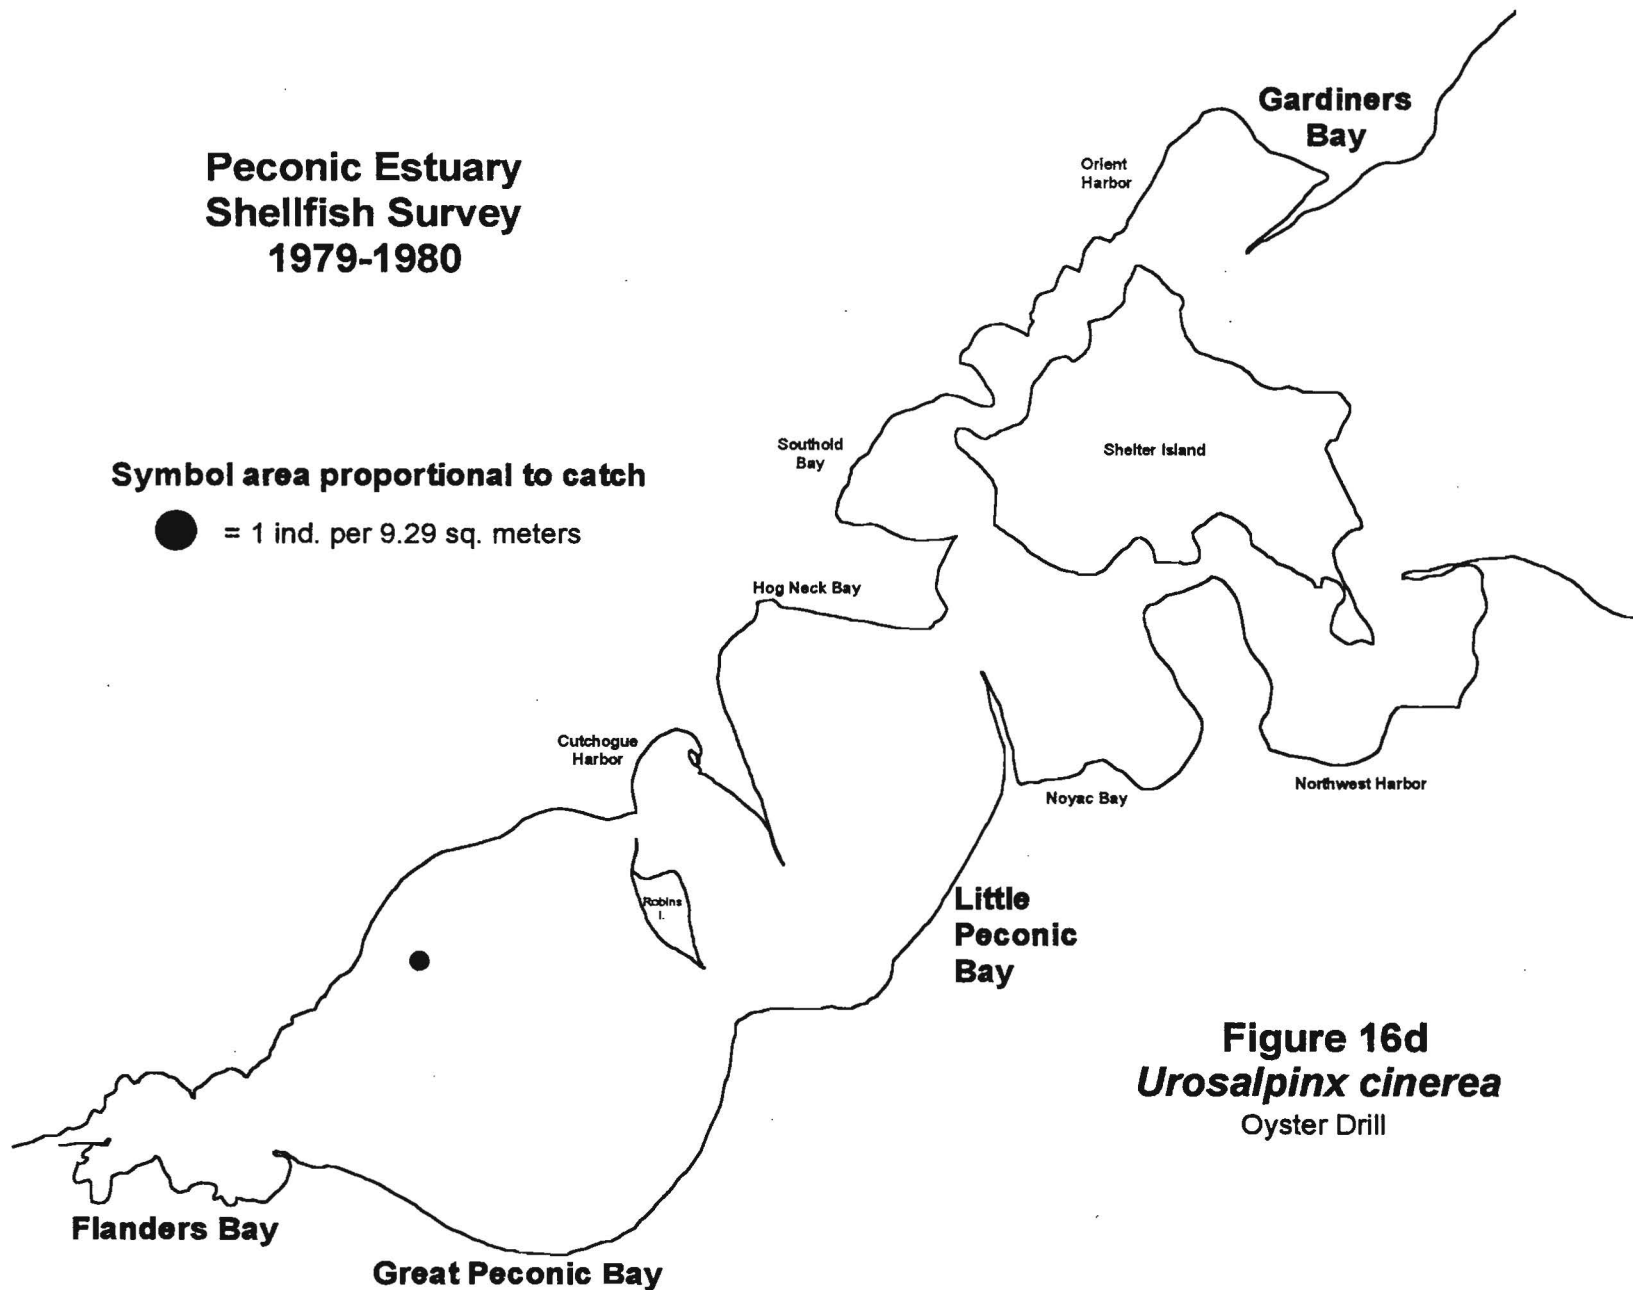 Peconic Estuary
Shellfish Survey
1979-1980
Gardiners
Bay
Orient
Harbor
Symbol area proportional to catch
= 1 ind. per 9.29 sq. meters
Southold
Bay
Shelter Island
Hog Neck Bay
Cutchogue
Harbor
Noyac Bay
Northwest Harbor
Robins
I.
Little
Peconic
Bay
Flanders Bay
Great Peconic Bay
Figure 16d
Urosalpinx cinerea
Oyster Drill